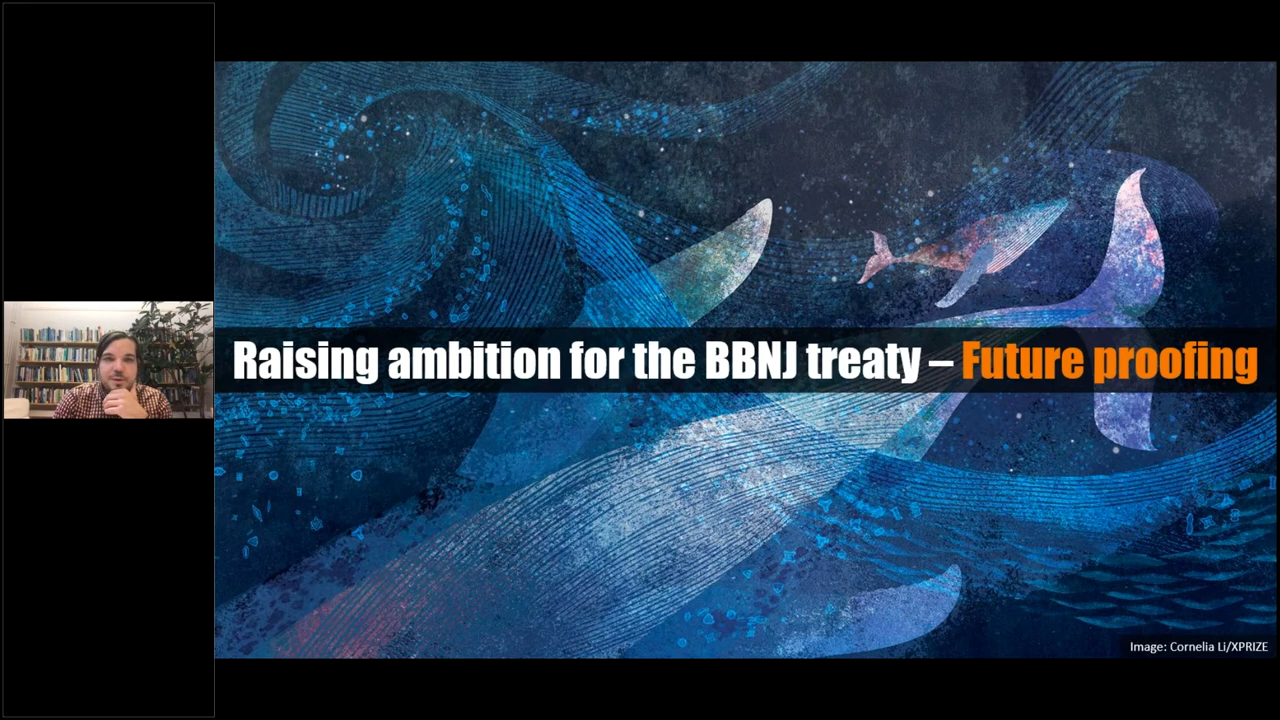 Raising ambition for the BBNJ treaty – Future proofing
Image: Cornelia Li/XPRIZE